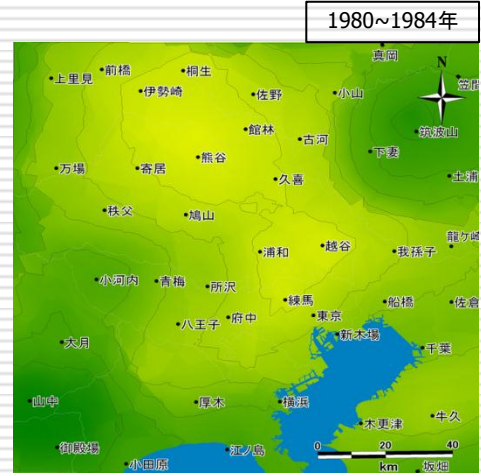 1980~1984年
真岡
前橋
桐生
上里見
笠間
伊勢崎
佐野
小山
N
館林
古河
筑波山
下妻
熊谷
万場
寄居
久喜
土浦
秩父
鳩山
龍ケ崎
越谷
浦和
我孫子
小河内
青梅
所沢
練馬
船橋
佐倉
府中
東京
八王子
新木場
大月
千葉
山中
厚木
横浜
牛久
木更津
御殿場
江ノ島
0 20 40
km
小田原
坂畑